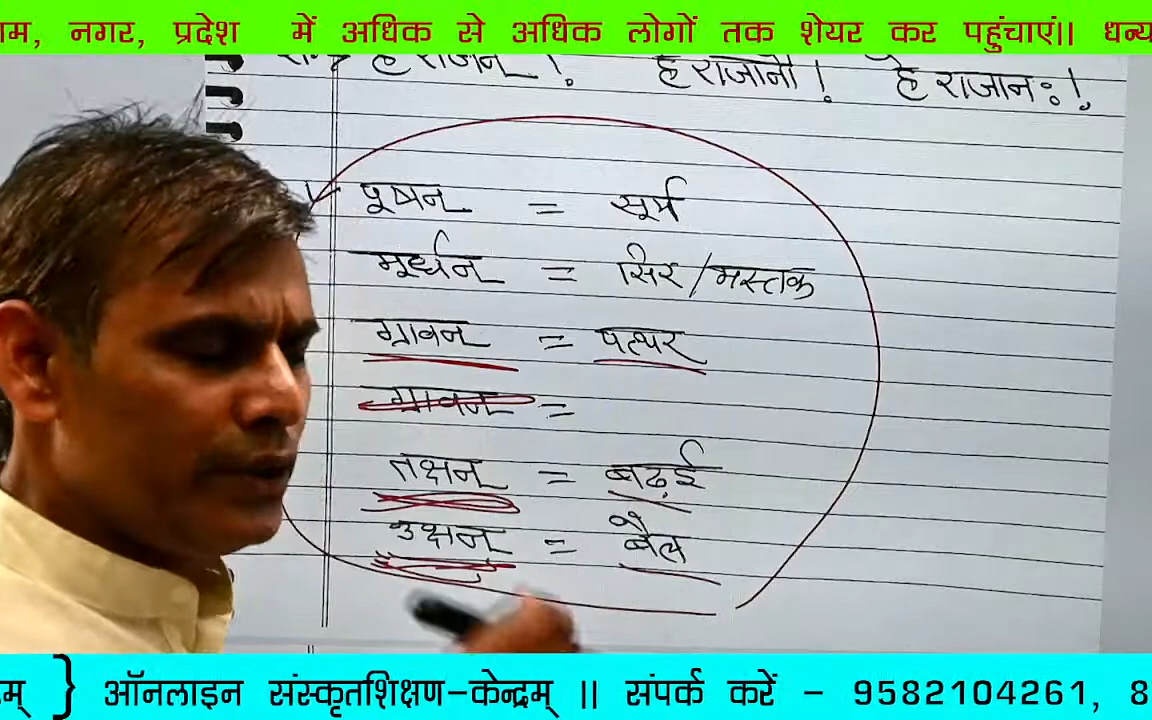 ाम, नगर, प्रदेश में अधिक से अधिक लोगों तक शेयर कर पहुंचाएं॥ धन्य
हे राजन् ! हे राजानौ ! हे राजानः !,
पूषन् = सूर्य
मूर्धन् = सिर/मस्तक
ग्रावन् = पत्थर
ग्रावन् =
तक्षन् = बढ़ई
उक्षन् = बैल
म् } ऑनलाइन संस्कृतशिक्षण-केन्द्रम् || संपर्क करें - 9582104261, 8